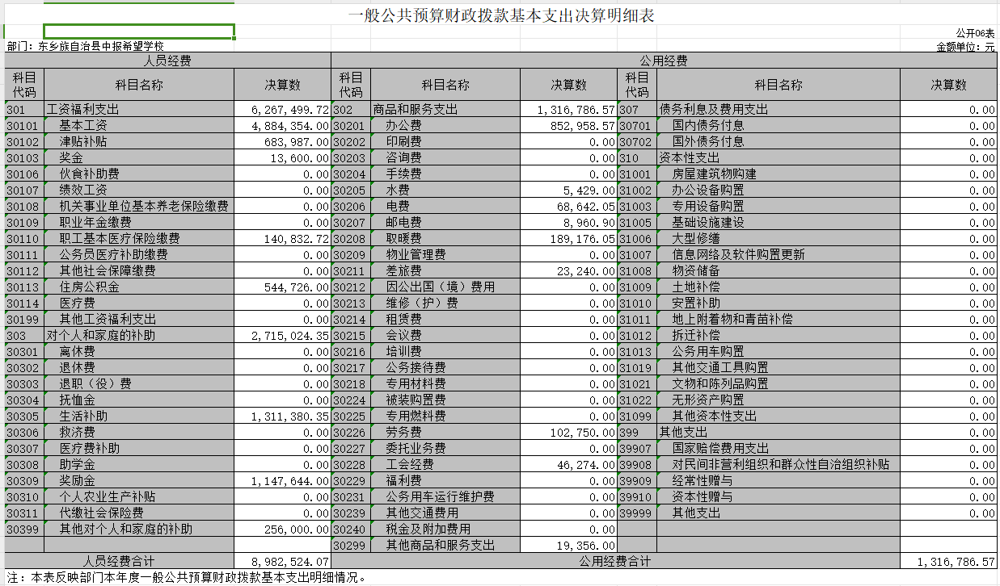 一般公共预算财政拨款基本支出决算明细表
公开06表
部门：东乡族自治县中报希望学校 金额单位：元
人员经费 公用经费
科目代码 科目名称 决算数 科目代码 科目名称 决算数 科目代码 科目名称 决算数
301 工资福利支出 6,267,499.72 302 商品和服务支出 1,316,786.57 307 债务利息及费用支出 0.00
30101 基本工资 4,884,354.00 30201 办公费 852,958.57 30701 国内债务付息 0.00
30102 津贴补贴 683,987.00 30202 印刷费 0.00 30702 国外债务付息 0.00
30103 奖金 13,600.00 30203 咨询费 0.00 310 资本性支出 0.00
30106 伙食补助费 0.00 30204 手续费 0.00 31001 房屋建筑物购建 0.00
30107 绩效工资 0.00 30205 水费 5,429.00 31002 办公设备购置 0.00
30108 机关事业单位基本养老保险缴费 0.00 30206 电费 68,642.05 31003 专用设备购置 0.00
30109 职业年金缴费 0.00 30207 邮电费 8,960.90 31005 基础设施建设 0.00
30110 职工基本医疗保险缴费 140,832.72 30208 取暖费 189,176.05 31006 大型修缮 0.00
30111 公务员医疗补助缴费 0.00 30209 物业管理费 0.00 31007 信息网络及软件购置更新 0.00
30112 其他社会保障缴费 0.00 30211 差旅费 23,240.00 31008 物资储备 0.00
30113 住房公积金 544,726.00 30212 因公出国（境）费用 0.00 31009 土地补偿 0.00
30114 医疗费 0.00 30213 维修（护）费 0.00 31010 安置补助 0.00
30199 其他工资福利支出 0.00 30214 租赁费 0.00 31011 地上附着物和青苗补偿 0.00
303 对个人和家庭的补助 2,715,024.35 30215 会议费 0.00 31012 拆迁补偿 0.00
30301 离休费 0.00 30216 培训费 0.00 31013 公务用车购置 0.00
30302 退休费 0.00 30217 公务接待费 0.00 31019 其他交通工具购置 0.00
30303 退职（役）费 0.00 30218 专用材料费 0.00 31021 文物和陈列品购置 0.00
30304 抚恤金 0.00 30224 被装购置费 0.00 31022 无形资产购置 0.00
30305 生活补助 1,311,380.35 30225 专用燃料费 0.00 31099 其他资本性支出 0.00
30306 救济费 0.00 30226 劳务费 102,750.00 399 其他支出 0.00
30307 医疗费补助 0.00 30227 委托业务费 0.00 39907 国家赔偿费用支出 0.00
30308 助学金 0.00 30228 工会经费 46,274.00 39908 对民间非营利组织和群众性自治组织补贴 0.00
30309 奖励金 1,147,644.00 30229 福利费 0.00 39909 经常性赠与 0.00
30310 个人农业生产补贴 0.00 30231 公务用车运行维护费 0.00 39910 资本性赠与 0.00
30311 代缴社会保险费 0.00 30239 其他交通费用 0.00 39999 其他支出 0.00
30399 其他对个人和家庭的补助 256,000.00 30240 税金及附加费用 0.00
30299 其他商品和服务支出 19,356.00
人员经费合计 8,982,524.07 公用经费合计 1,316,786.57
注：本表反映部门本年度一般公共预算财政拨款基本支出明细情况。